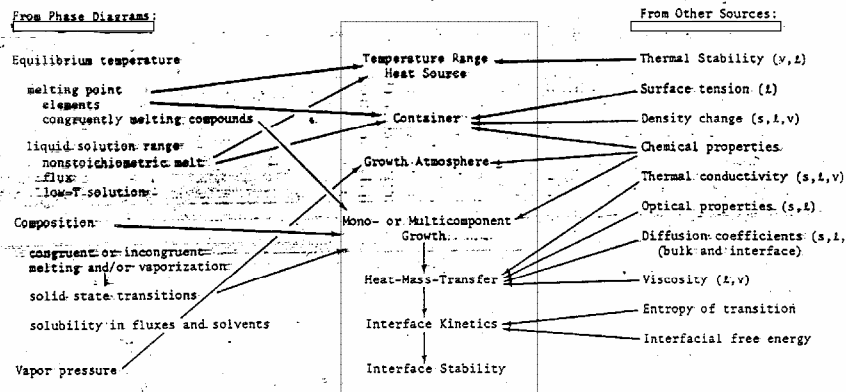 From Phase Diagrams:
Equilibrium temperature
melting point
elements
congruently melting compounds
liquid solution range
nonstoichiometric melt
flux
low-T solution
Composition
congruent or incongruent
melting and/or vaporization
solid state transitions
solubility in fluxes and solvents
Vapor pressure
Temperature Range
Heat Source
Container
Growth Atmosphere
Mono- or Multicomponent
Growth
Heat-Mass-Transfer
Interface Kinetics
Interface Stability
From Other Sources:
Thermal Stability (v,ℓ)
Surface tension (ℓ)
Density change (s,ℓ,v)
Chemical properties
Thermal conductivity (s,ℓ,v)
Optical properties (s,ℓ)
Diffusion coefficients (s,ℓ,
(bulk and interface)
Viscosity (ℓ,v)
Entropy of transition
Interfacial free energy